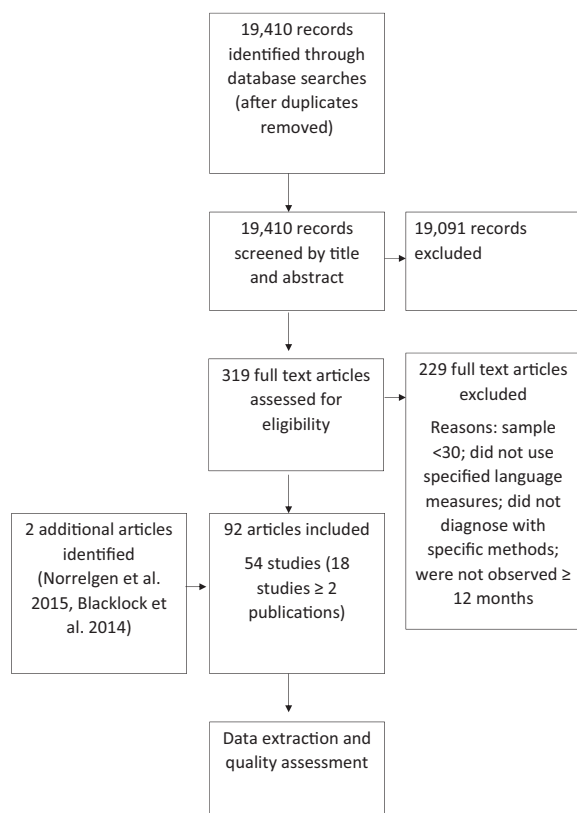 19,410 records
identified through
database searches
(after duplicates
removed)
19,410 records
screened by title
and abstract
19,091 records
excluded
319 full text articles
assessed for
eligibility
229 full text articles
excluded
Reasons: sample
<30; did not use
specified language
measures; did not
diagnose with
specific methods;
were not observed ≥
12 months
2 additional articles
identified
(Norrelgen et al.
2015, Blacklock et
al. 2014)
92 articles included
54 studies (18
studies ≥ 2
publications)
Data extraction and
quality assessment